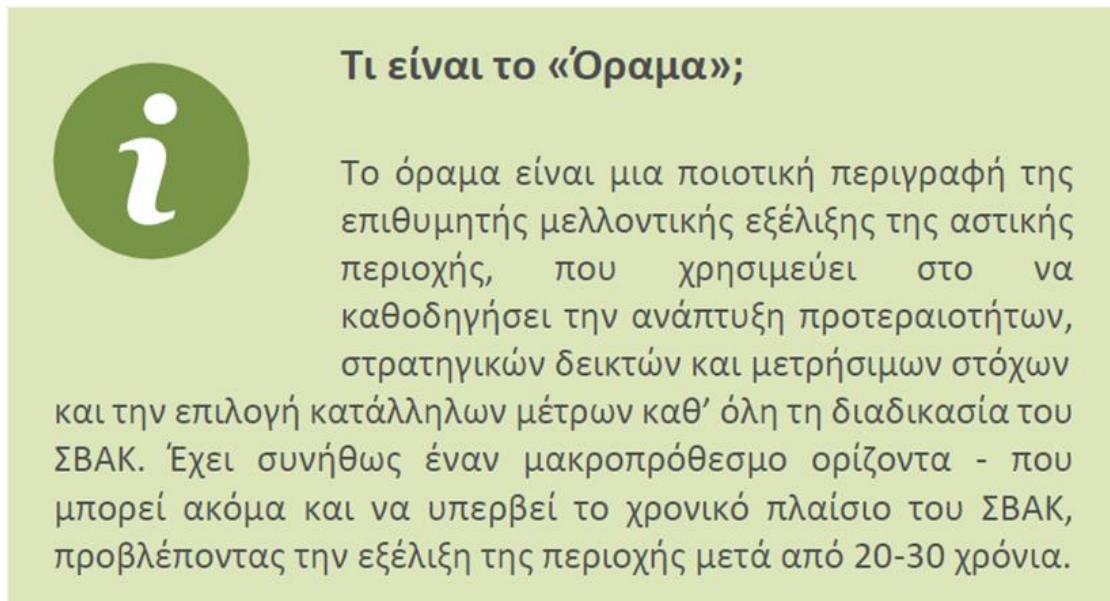 Τι είναι το «Όραμα»;
Το όραμα είναι μια ποιοτική περιγραφή της
επιθυμητής μελλοντικής εξέλιξης της αστικής
περιοχής, που χρησιμεύει στο να
καθοδηγήσει την ανάπτυξη προτεραιοτήτων,
στρατηγικών δεικτών και μετρήσιμων στόχων
και την επιλογή κατάλληλων μέτρων καθ’ όλη τη διαδικασία του
ΣΒΑΚ. Έχει συνήθως έναν μακροπρόθεσμο ορίζοντα - που
μπορεί ακόμα και να υπερβεί το χρονικό πλαίσιο του ΣΒΑΚ,
προβλέποντας την εξέλιξη της περιοχής μετά από 20-30 χρόνια.